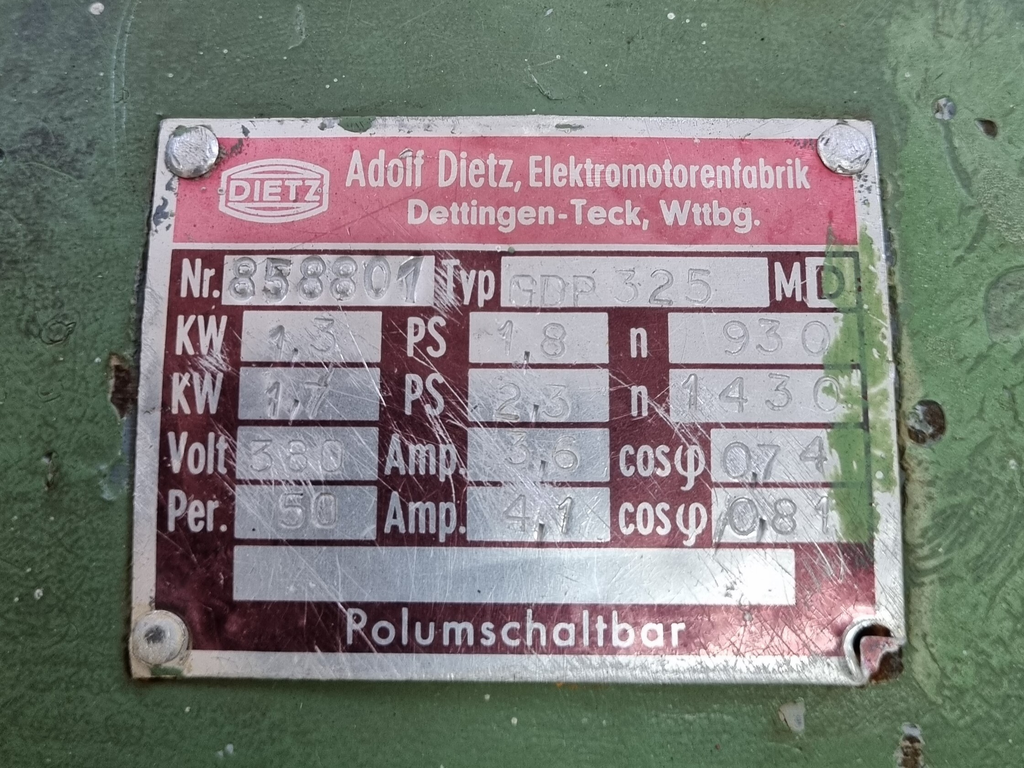 DIETZ
Adolf Dietz, Elektromotorenfabrik
Dettingen-Teck, Wttbg.
Nr. 858801 Typ GDP 325 M D
KW 1,3 PS 1,8 n 930
KW 1,7 PS 2,3 n 1430
Volt 380 Amp. 3,6 cosφ 0,74
Per. 50 Amp. 4,1 cosφ 0,81
Polumschaltbar